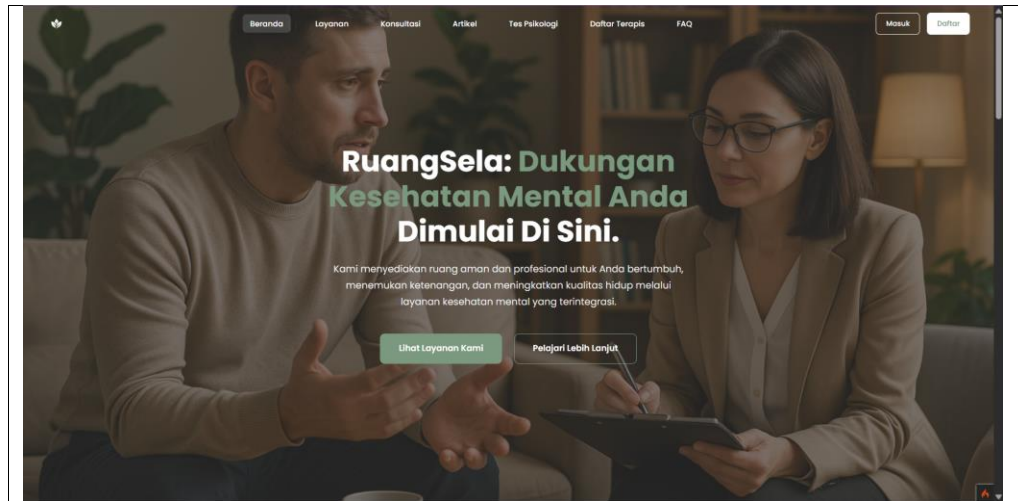 Beranda Layanan Konsultasi Artikel Tes Psikologi Daftar Terapis FAQ Masuk Daftar
RuangSela: Dukungan
Kesehatan Mental Anda
Dimulai Di Sini.
Kami menyediakan ruang aman dan profesional untuk Anda bertumbuh,
menemukan ketenangan, dan meningkatkan kualitas hidup melalui
layanan kesehatan mental yang terintegrasi.
Lihat Layanan Kami Pelajari Lebih Lanjut